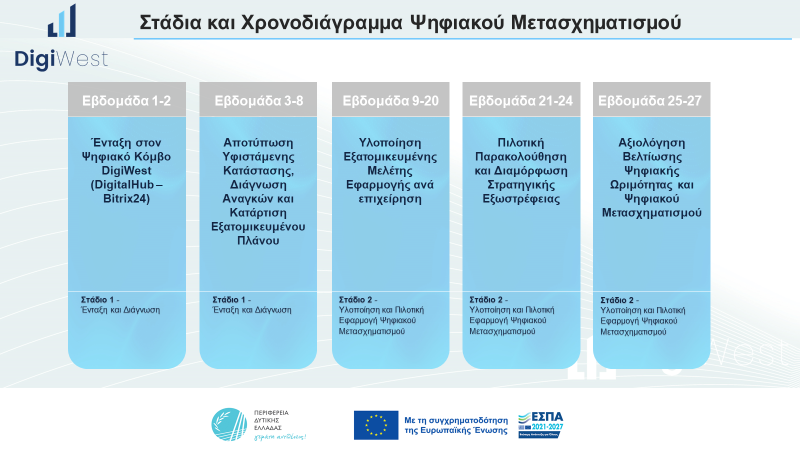 Στάδια και Χρονοδιάγραμμα Ψηφιακού Μετασχηματισμού
DigiWest
Εβδομάδα 1-2
Ένταξη στον
Ψηφιακό Κόμβο
DigiWest
(DigitalHub –
Bitrix24)
Στάδιο 1 -
Ένταξη και Διάγνωση
Εβδομάδα 3-8
Αποτύπωση
Υφιστάμενης
Κατάστασης,
Διάγνωση
Αναγκών και
Κατάρτιση
Εξατομικευμένου
Πλάνου
Στάδιο 1 -
Ένταξη και Διάγνωση
Εβδομάδα 9-20
Υλοποίηση
Εξατομικευμένης
Μελέτης
Εφαρμογής ανά
επιχείρηση
Στάδιο 2 -
Υλοποίηση και Πιλοτική
Εφαρμογή Ψηφιακού
Μετασχηματισμού
Εβδομάδα 21-24
Πιλοτική
Παρακολούθηση
και Διαμόρφωση
Στρατηγικής
Εξωστρέφειας
Στάδιο 2 -
Υλοποίηση και Πιλοτική
Εφαρμογή Ψηφιακού
Μετασχηματισμού
Εβδομάδα 25-27
Αξιολόγηση
Βελτίωσης
Ψηφιακής
Ωριμότητας και
Ψηφιακού
Μετασχηματισμού
Στάδιο 2 -
Υλοποίηση και Πιλοτική
Εφαρμογή Ψηφιακού
Μετασχηματισμού
West
ΠΕΡΙΦΕΡΕΙΑ
ΔΥΤΙΚΗΣ
ΕΛΛΑΔΑΣ
Με τη συγχρηματοδότηση
της Ευρωπαϊκής Ένωσης
ΕΣΠΑ
2021-2027